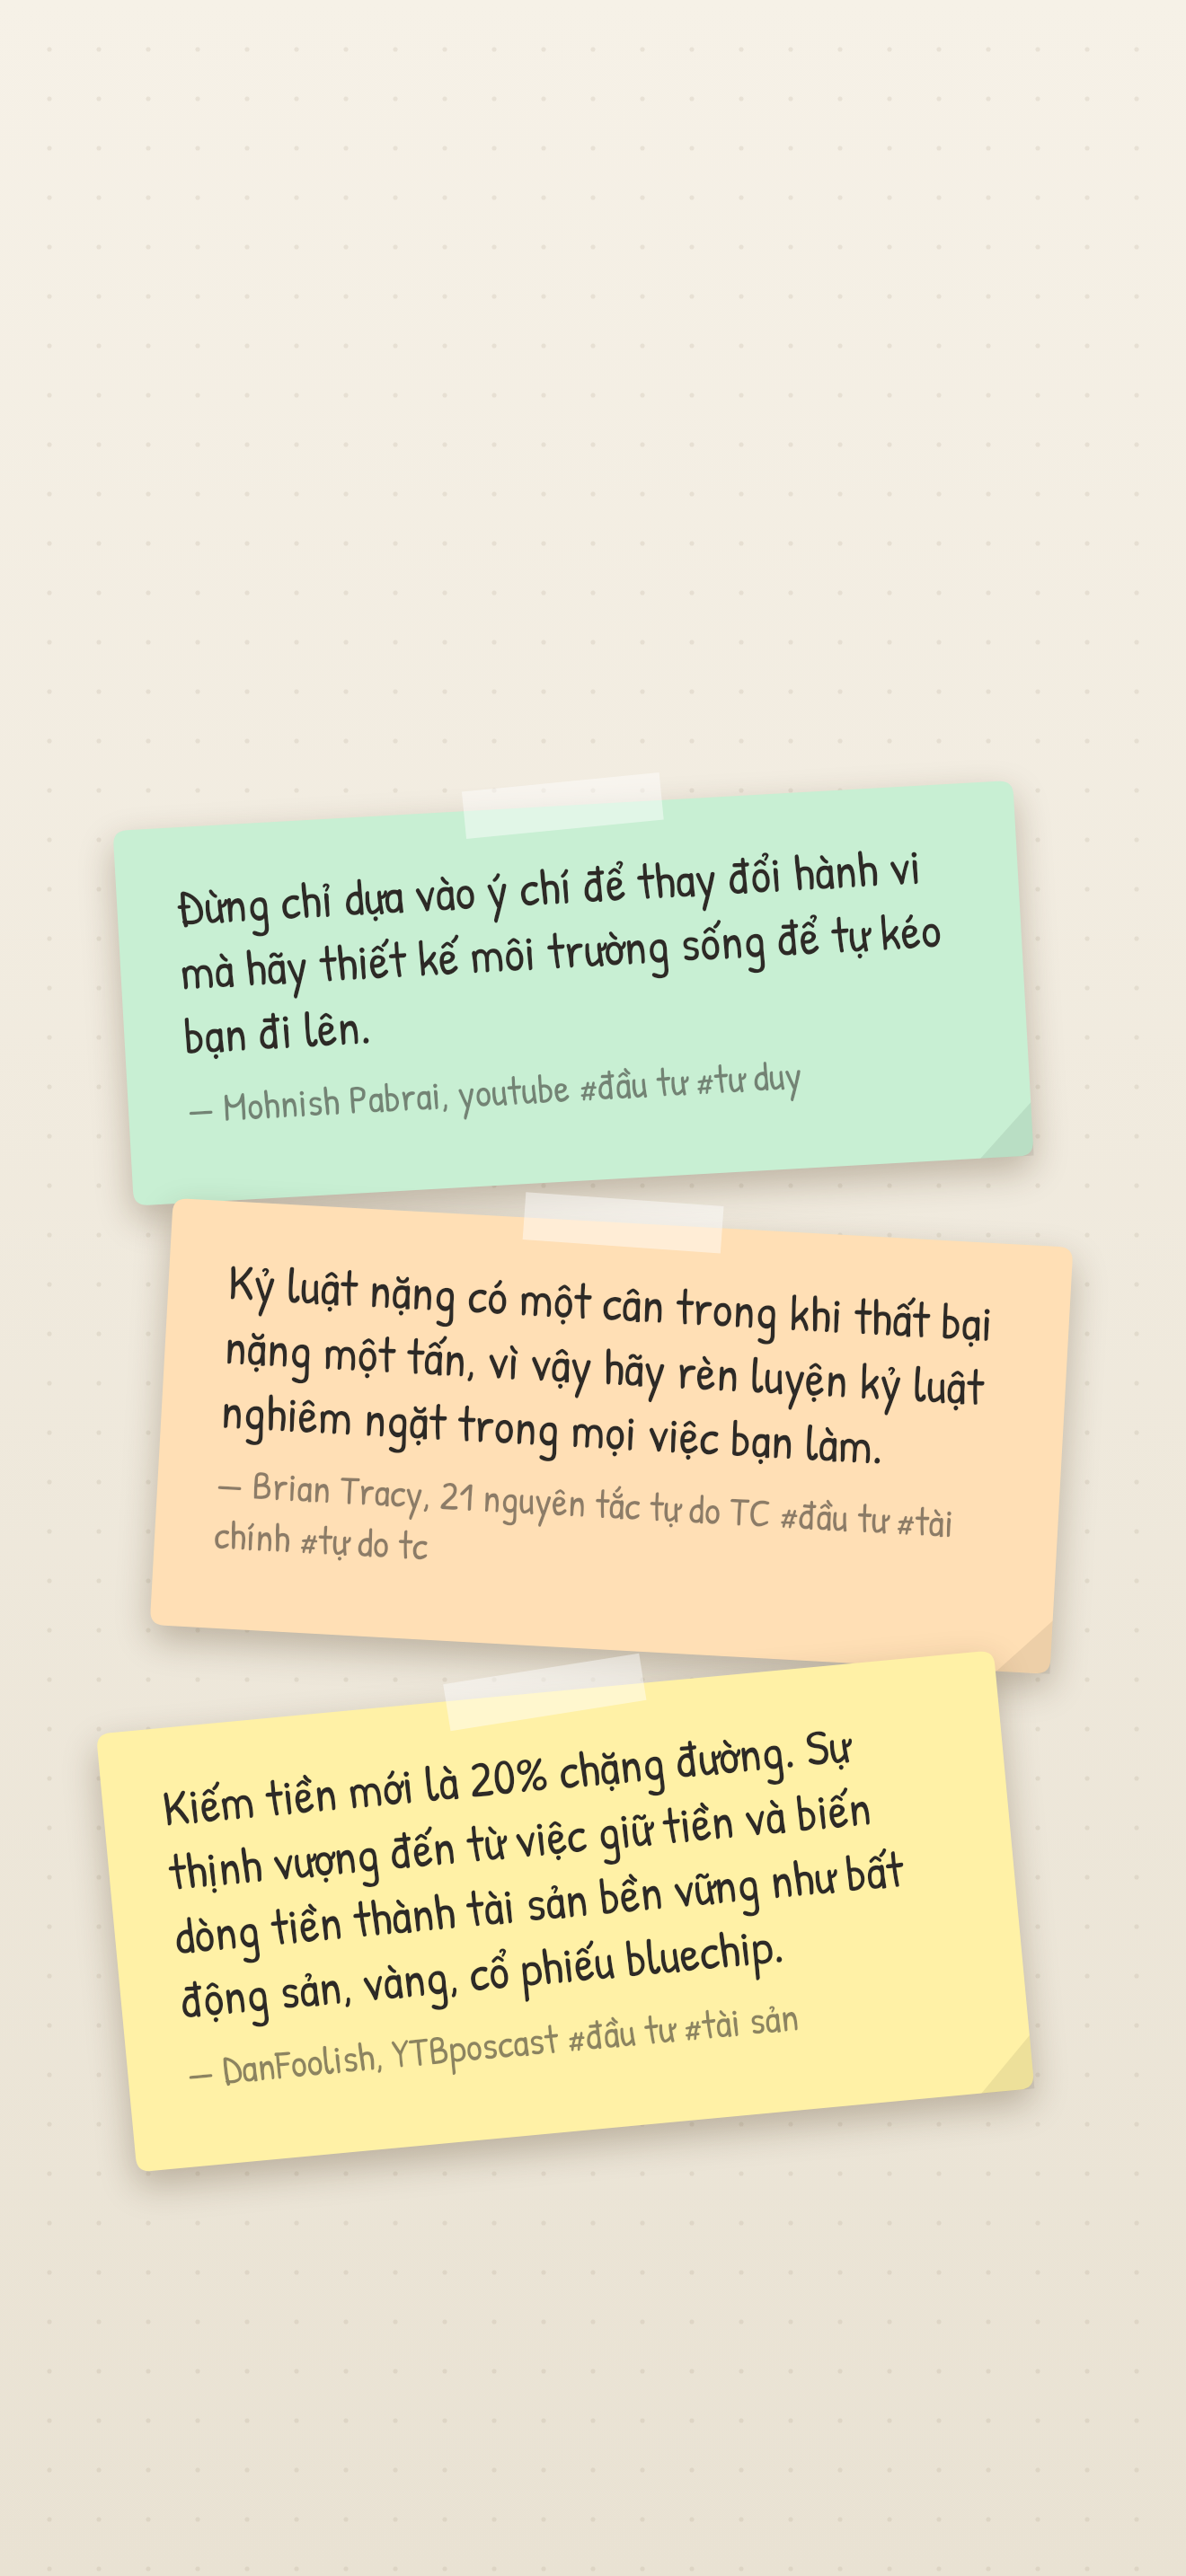 Đừng chỉ dựa vào ý chí để thay đổi hành vi
mà hãy thiết kế môi trường sống để tự kéo
bạn đi lên.
— Mohnish Pabrai, youtube #đầu tư #tư duy
Kỷ luật nặng có một cân trong khi thất bại
nặng một tấn, vì vậy hãy rèn luyện kỷ luật
nghiêm ngặt trong mọi việc bạn làm.
— Brian Tracy, 21 nguyên tắc tự do TC #đầu tư #tài
chính #tự do tc
Kiếm tiền mới là 20% chặng đường. Sự
thịnh vượng đến từ việc giữ tiền và biến
dòng tiền thành tài sản bền vững như bất
động sản, vàng, cổ phiếu bluechip.
— DanFoolish, YTBposcast #đầu tư #tài sản